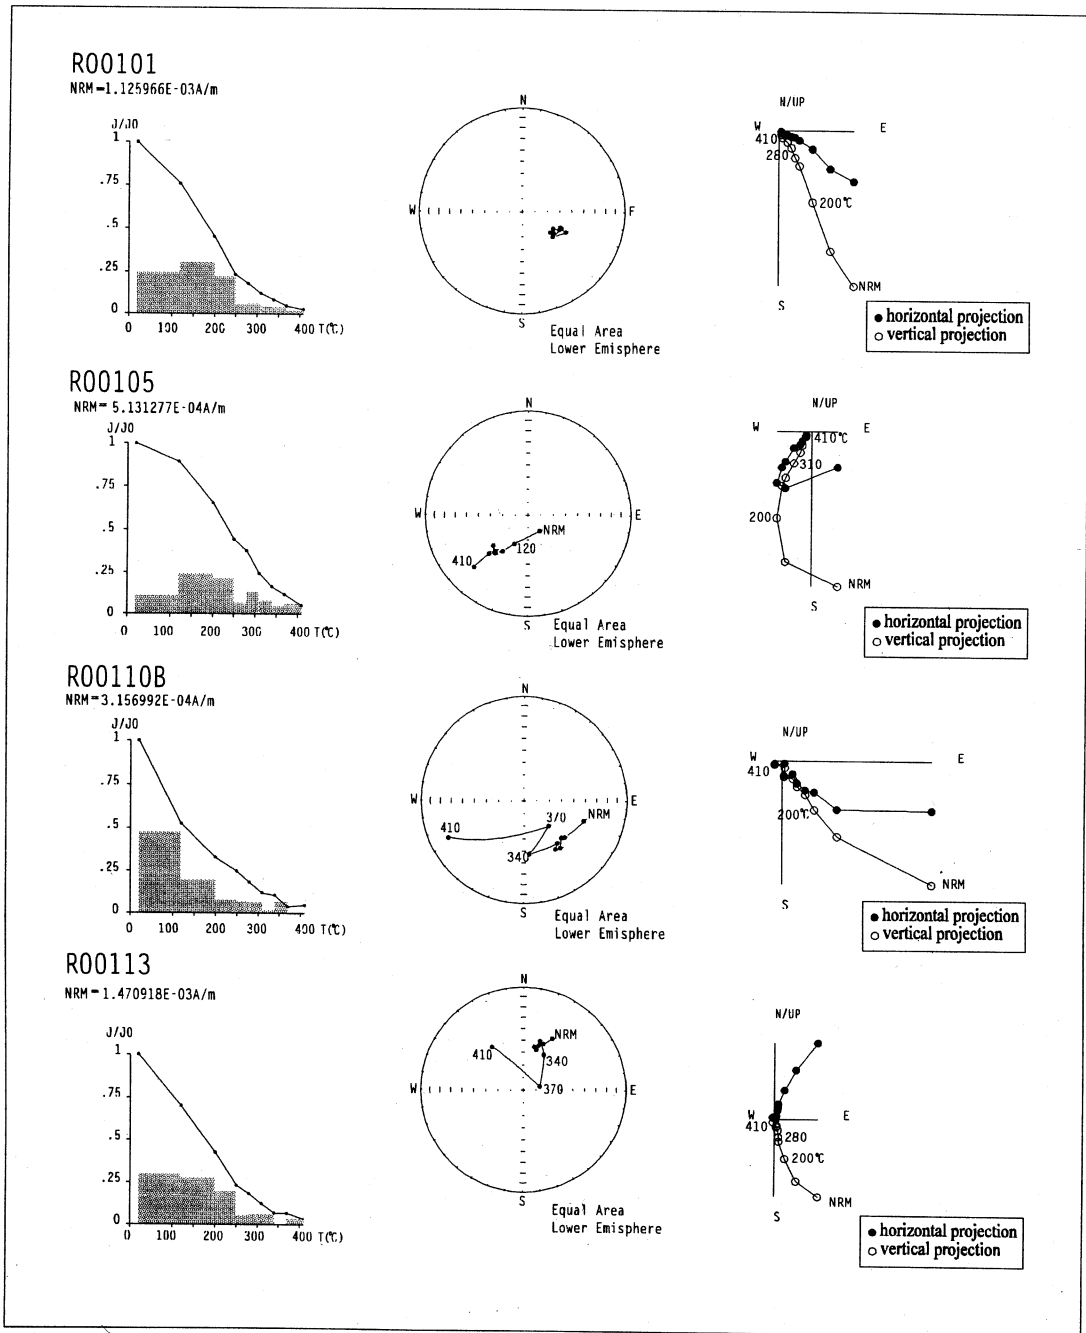 R00101
NRM=1.125966E-03A/m
J/J0
1
.75
.5
.25
0
0 100 200 300 400 T(℃)
N
W F
S
Equal Area
Lower Emisphere
N/UP
W E
410
280
200℃
NRM
S
● horizontal projection
○ vertical projection
R00105
NRM= 5.131277E-04A/m
J/J0
1
.75
.5
.25
0
0 100 200 300 400 T(℃)
N
W E
NRM
120
410
S
Equal Area
Lower Emisphere
N/UP
W E
410℃
310
200
NRM
S
● horizontal projection
○ vertical projection
R00110B
NRM=3.156992E-04A/m
J/J0
1
.75
.5
.25
0
0 100 200 300 400 T(℃)
N
W E
370
NRM
410
340
S
Equal Area
Lower Emisphere
N/UP
W E
410
200℃
NRM
S
● horizontal projection
○ vertical projection
R00113
NRM=1.470918E-03A/m
J/J0
1
.75
.5
.25
0
0 100 200 300 400 T(℃)
N
NRM
410
340
W 370 E
S
Equal Area
Lower Emisphere
N/UP
W E
410
280
200℃
NRM
S
● horizontal projection
○ vertical projection